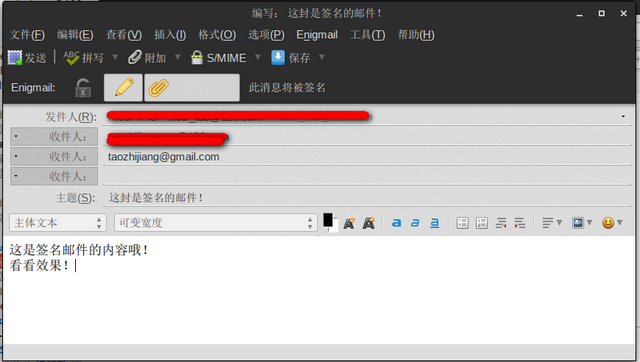 编写： 这封是签名的邮件！
文件(F) 编辑(E) 查看(V) 插入(I) 格式(O) 选项(P) Enigmail 工具(T) 帮助(H)
发送 ABC 拼写 附加 S/MIME 保存
Enigmail: 此消息将被签名
发件人(R):
收件人：
收件人： taozhijiang@gmail.com
收件人：
主题(S): 这封是签名的邮件！
主体文本 可变宽度 A A a a a
这是签名邮件的内容哦！
看看效果！